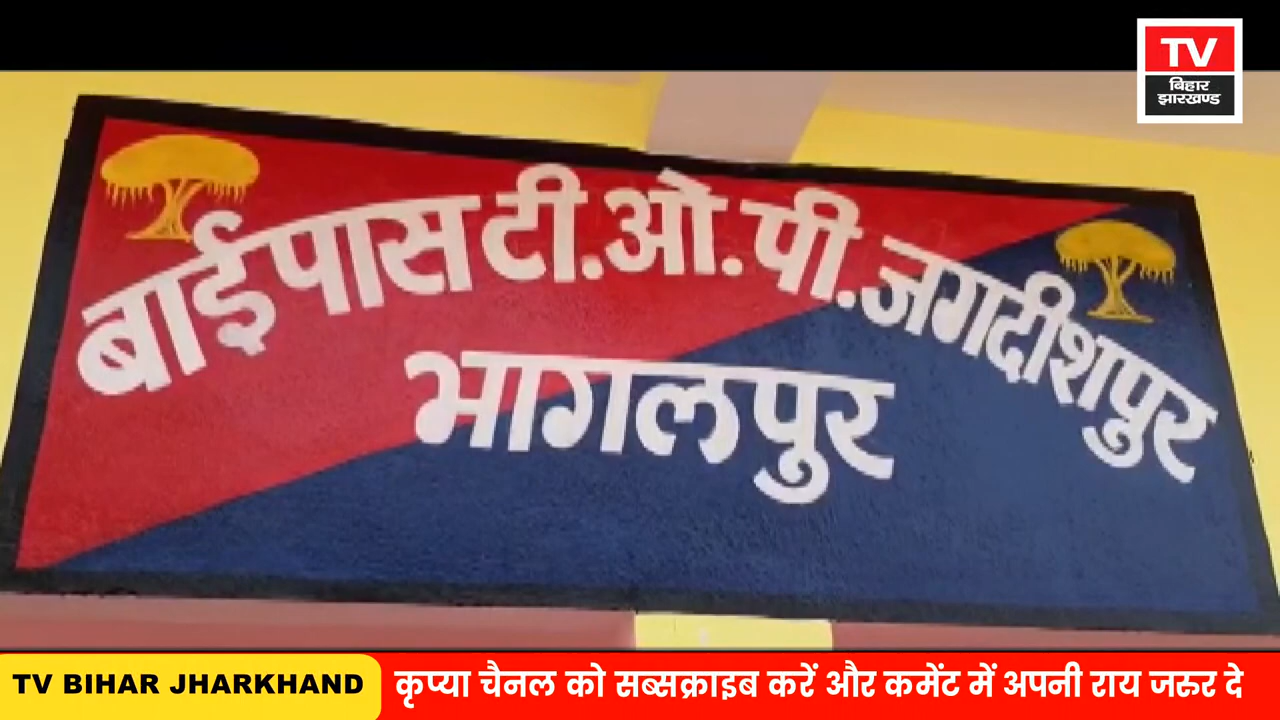 TV
बिहार
झारखण्ड
बाईपास टी.ओ.पी.जगदीशपुर
भागलपुर
TV BIHAR JHARKHAND
कृप्या चैनल को सब्सक्राइब करें और कमेंट में अपनी राय जरुर दे